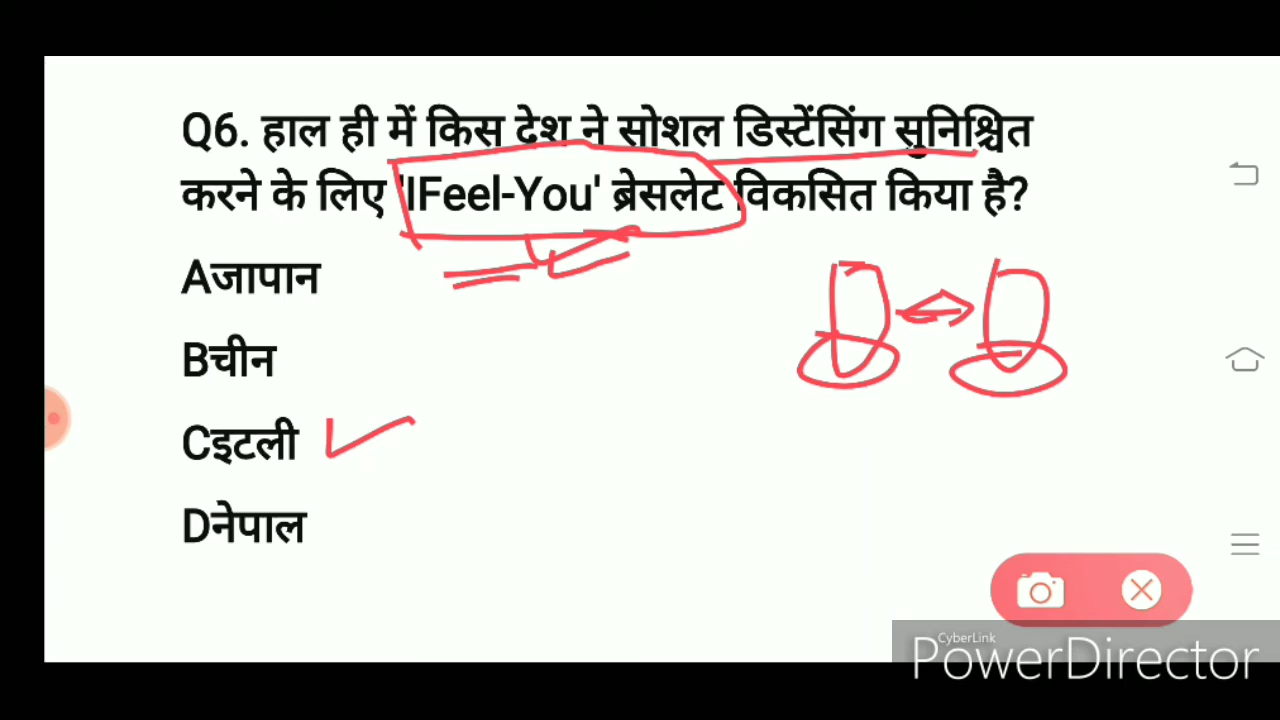 Q6. हाल ही में किस देश ने सोशल डिस्टेंसिंग सुनिश्चित
करने के लिए 'IFeel-You' ब्रेसलेट विकसित किया है?
Aजापान
Bचीन
Cइटली
Dनेपाल
CyberLink
PowerDirector